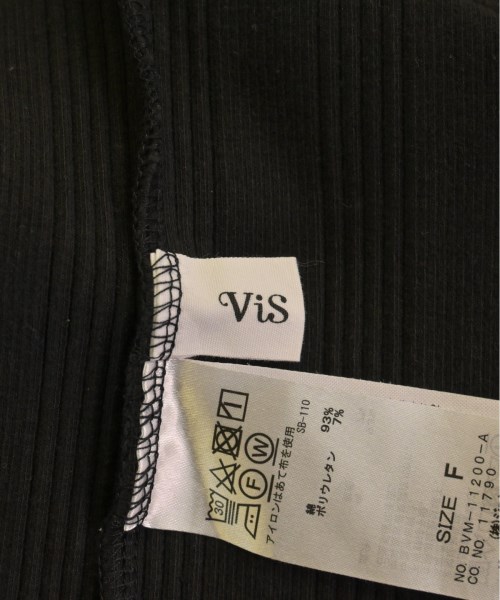 ViS
30
F W
アイロンはあて布を使用
SB-110
綿 93%
ポリウレタン 7%
SIZE F
NO. BVM-11200-A
CO. NO. 11790